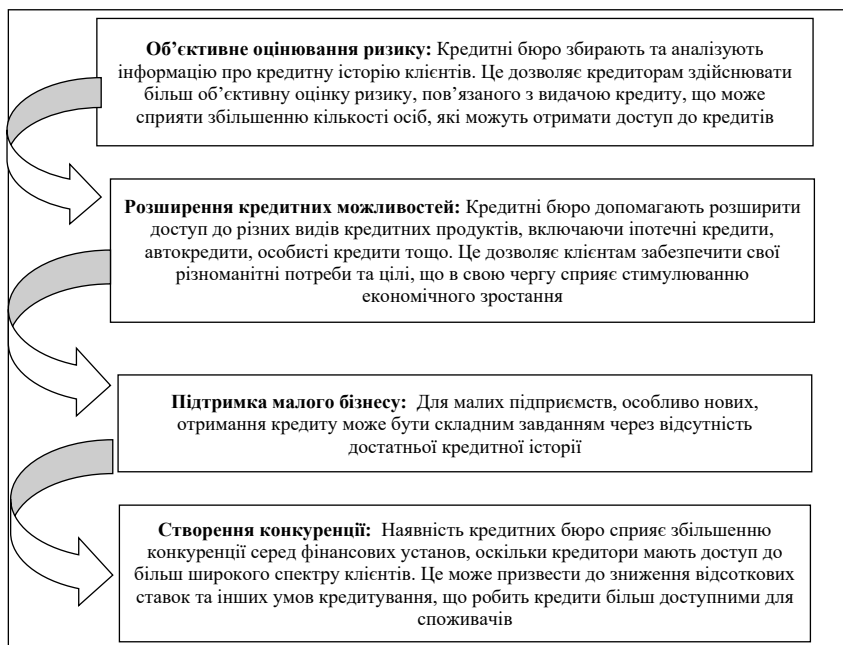 Об’єктивне оцінювання ризику: Кредитні бюро збирають та аналізують
інформацію про кредитну історію клієнтів. Це дозволяє кредиторам здійснювати
більш об’єктивну оцінку ризику, пов’язаного з видачою кредиту, що може
сприяти збільшенню кількості осіб, які можуть отримати доступ до кредитів
Розширення кредитних можливостей: Кредитні бюро допомагають розширити
доступ до різних видів кредитних продуктів, включаючи іпотечні кредити,
автокредити, особисті кредити тощо. Це дозволяє клієнтам забезпечити свої
різноманітні потреби та цілі, що в свою чергу сприяє стимулюванню
економічного зростання
Підтримка малого бізнесу: Для малих підприємств, особливо нових,
отримання кредиту може бути складним завданням через відсутність
достатньої кредитної історії
Створення конкуренції: Наявність кредитних бюро сприяє збільшенню
конкуренції серед фінансових установ, оскільки кредитори мають доступ до
більш широкого спектру клієнтів. Це може призвести до зниження відсоткових
ставок та інших умов кредитування, що робить кредити більш доступними для
споживачів